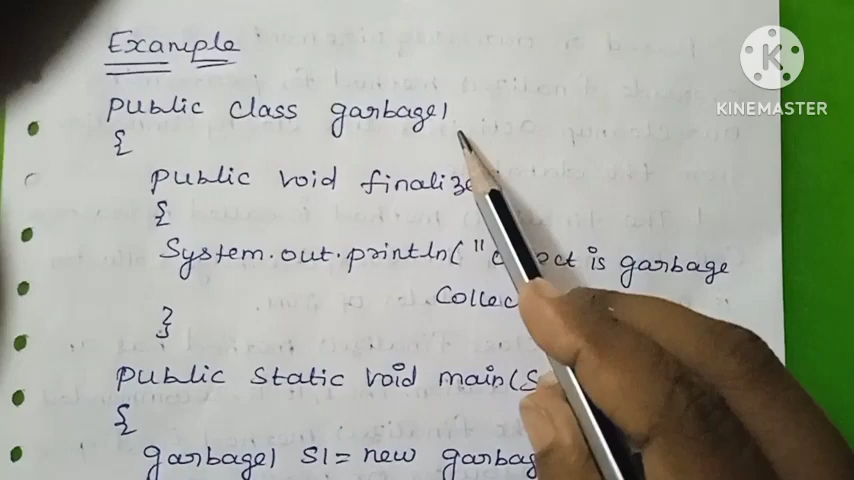 Example
public class garbage1
{
public void finalize
{
System.out.println(" is garbage
}
public static void main(S
{
garbage1 S1 = new garbag
K
KINEMASTER